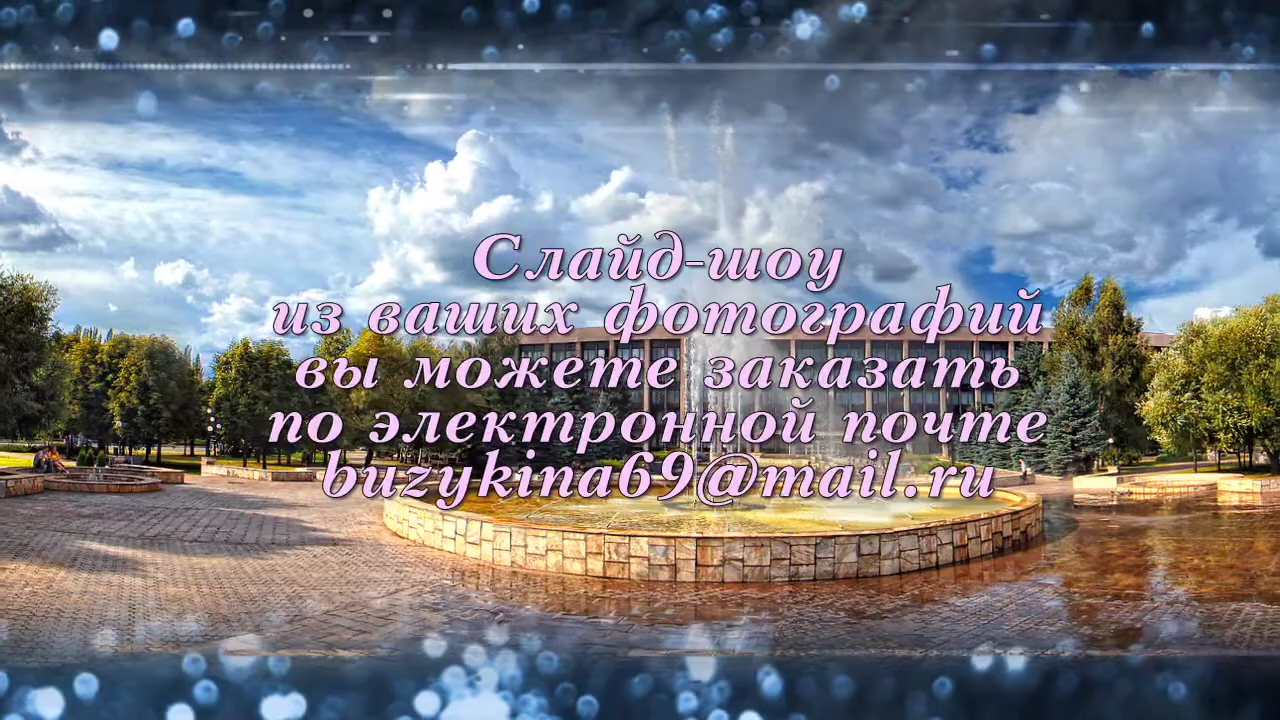 Слайд-шоу
из ваших фотографий
вы можете заказать
по электронной почте
buzykina69@mail.ru